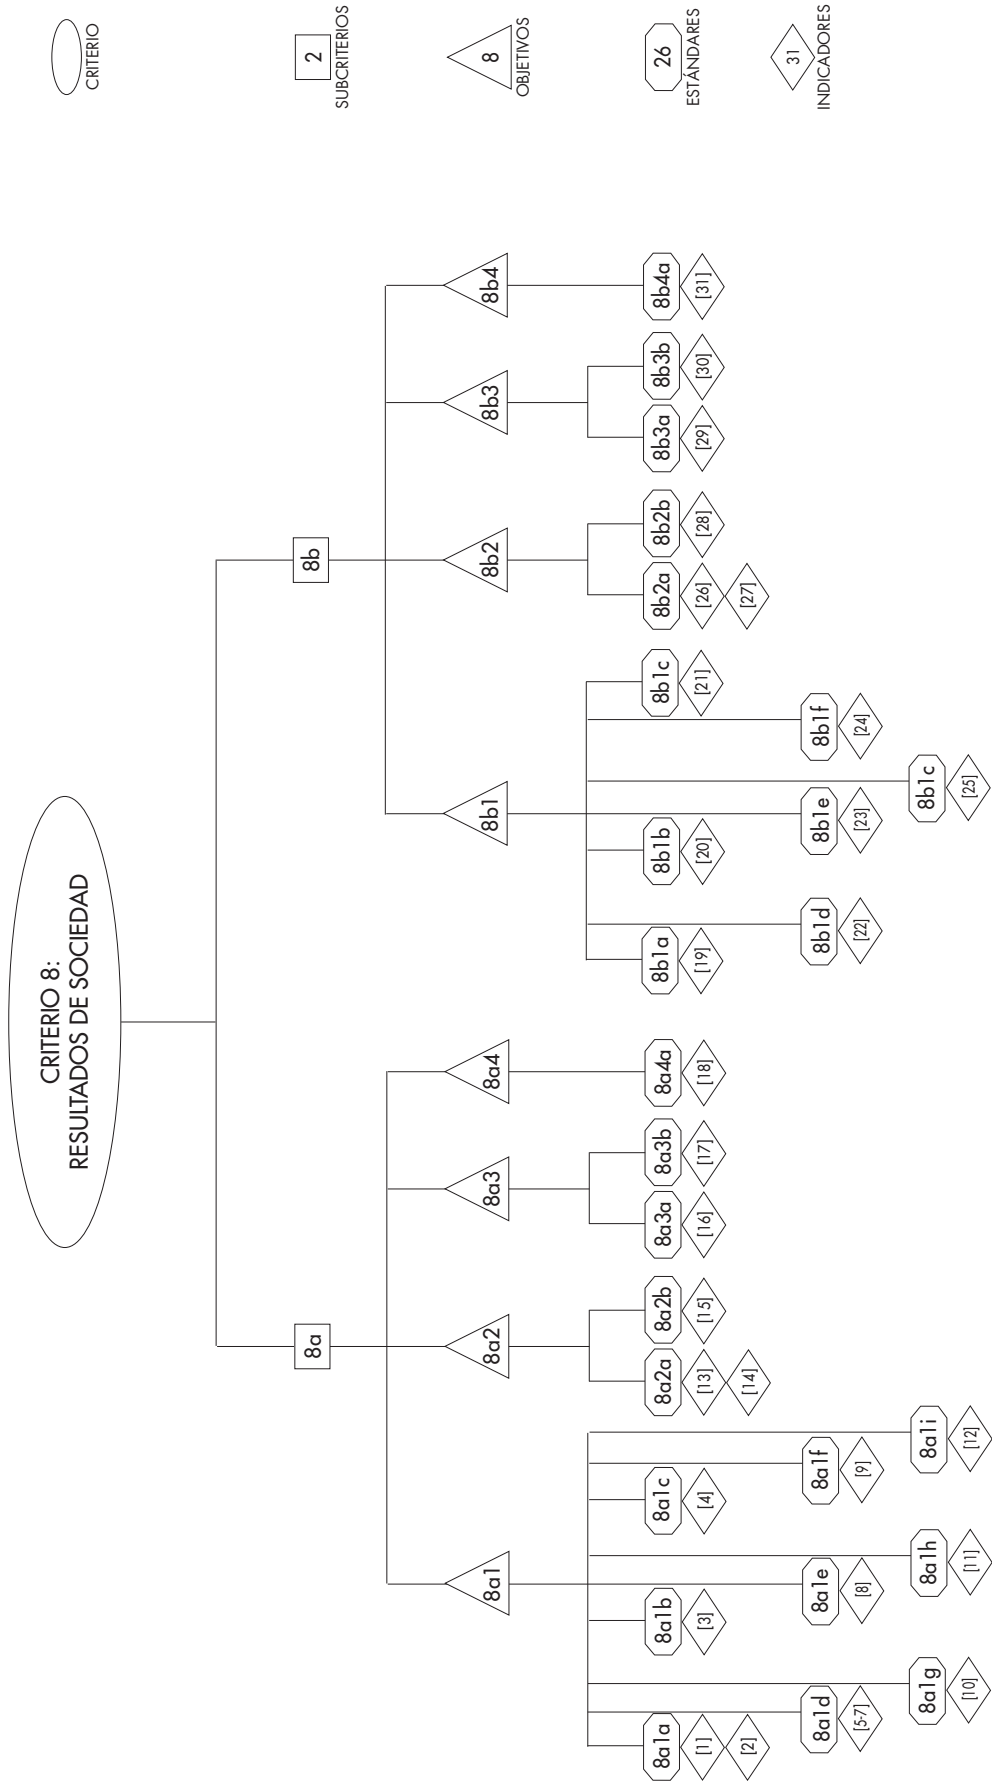 CRITERIO 8:
RESULTADOS DE SOCIEDAD
8a
8b
8a1
8a2
8a3
8a4
8b1
8b2
8b3
8b4
8a1a
[1]
[2]
8a1b
[3]
8a1c
[4]
8a1d
[5-7]
8a1e
[8]
8a1f
[9]
8a1g
[10]
8a1h
[11]
8a1i
[12]
8a2a
[13]
[14]
8a2b
[15]
8a3a
[16]
8a3b
[17]
8a4a
[18]
8b1a
[19]
8b1b
[20]
8b1c
[21]
8b1d
[22]
8b1e
[23]
8b1f
[24]
8b1c
[25]
8b2a
[26]
[27]
8b2b
[28]
8b3a
[29]
8b3b
[30]
8b4a
[31]
CRITERIO
2
SUBCRITERIOS
8
OBJETIVOS
26
ESTÁNDARES
31
INDICADORES